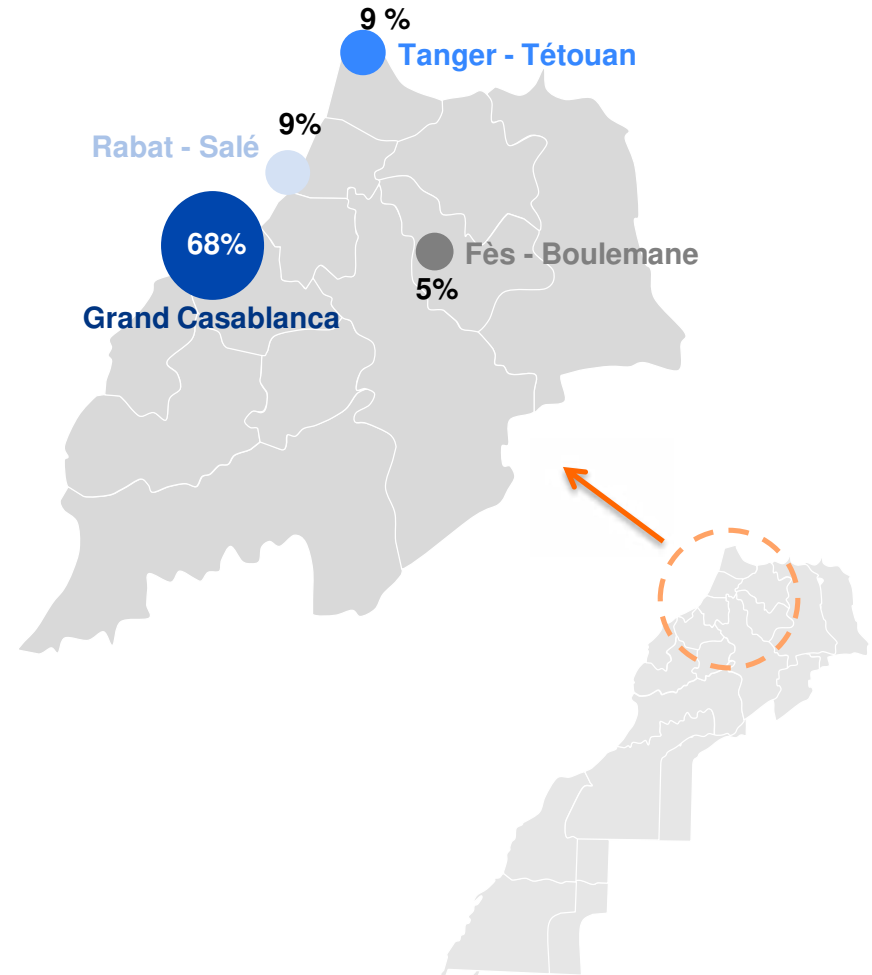 9 %
Tanger - Tétouan
9%
Rabat - Salé
68%
Fès - Boulemane
5%
Grand Casablanca